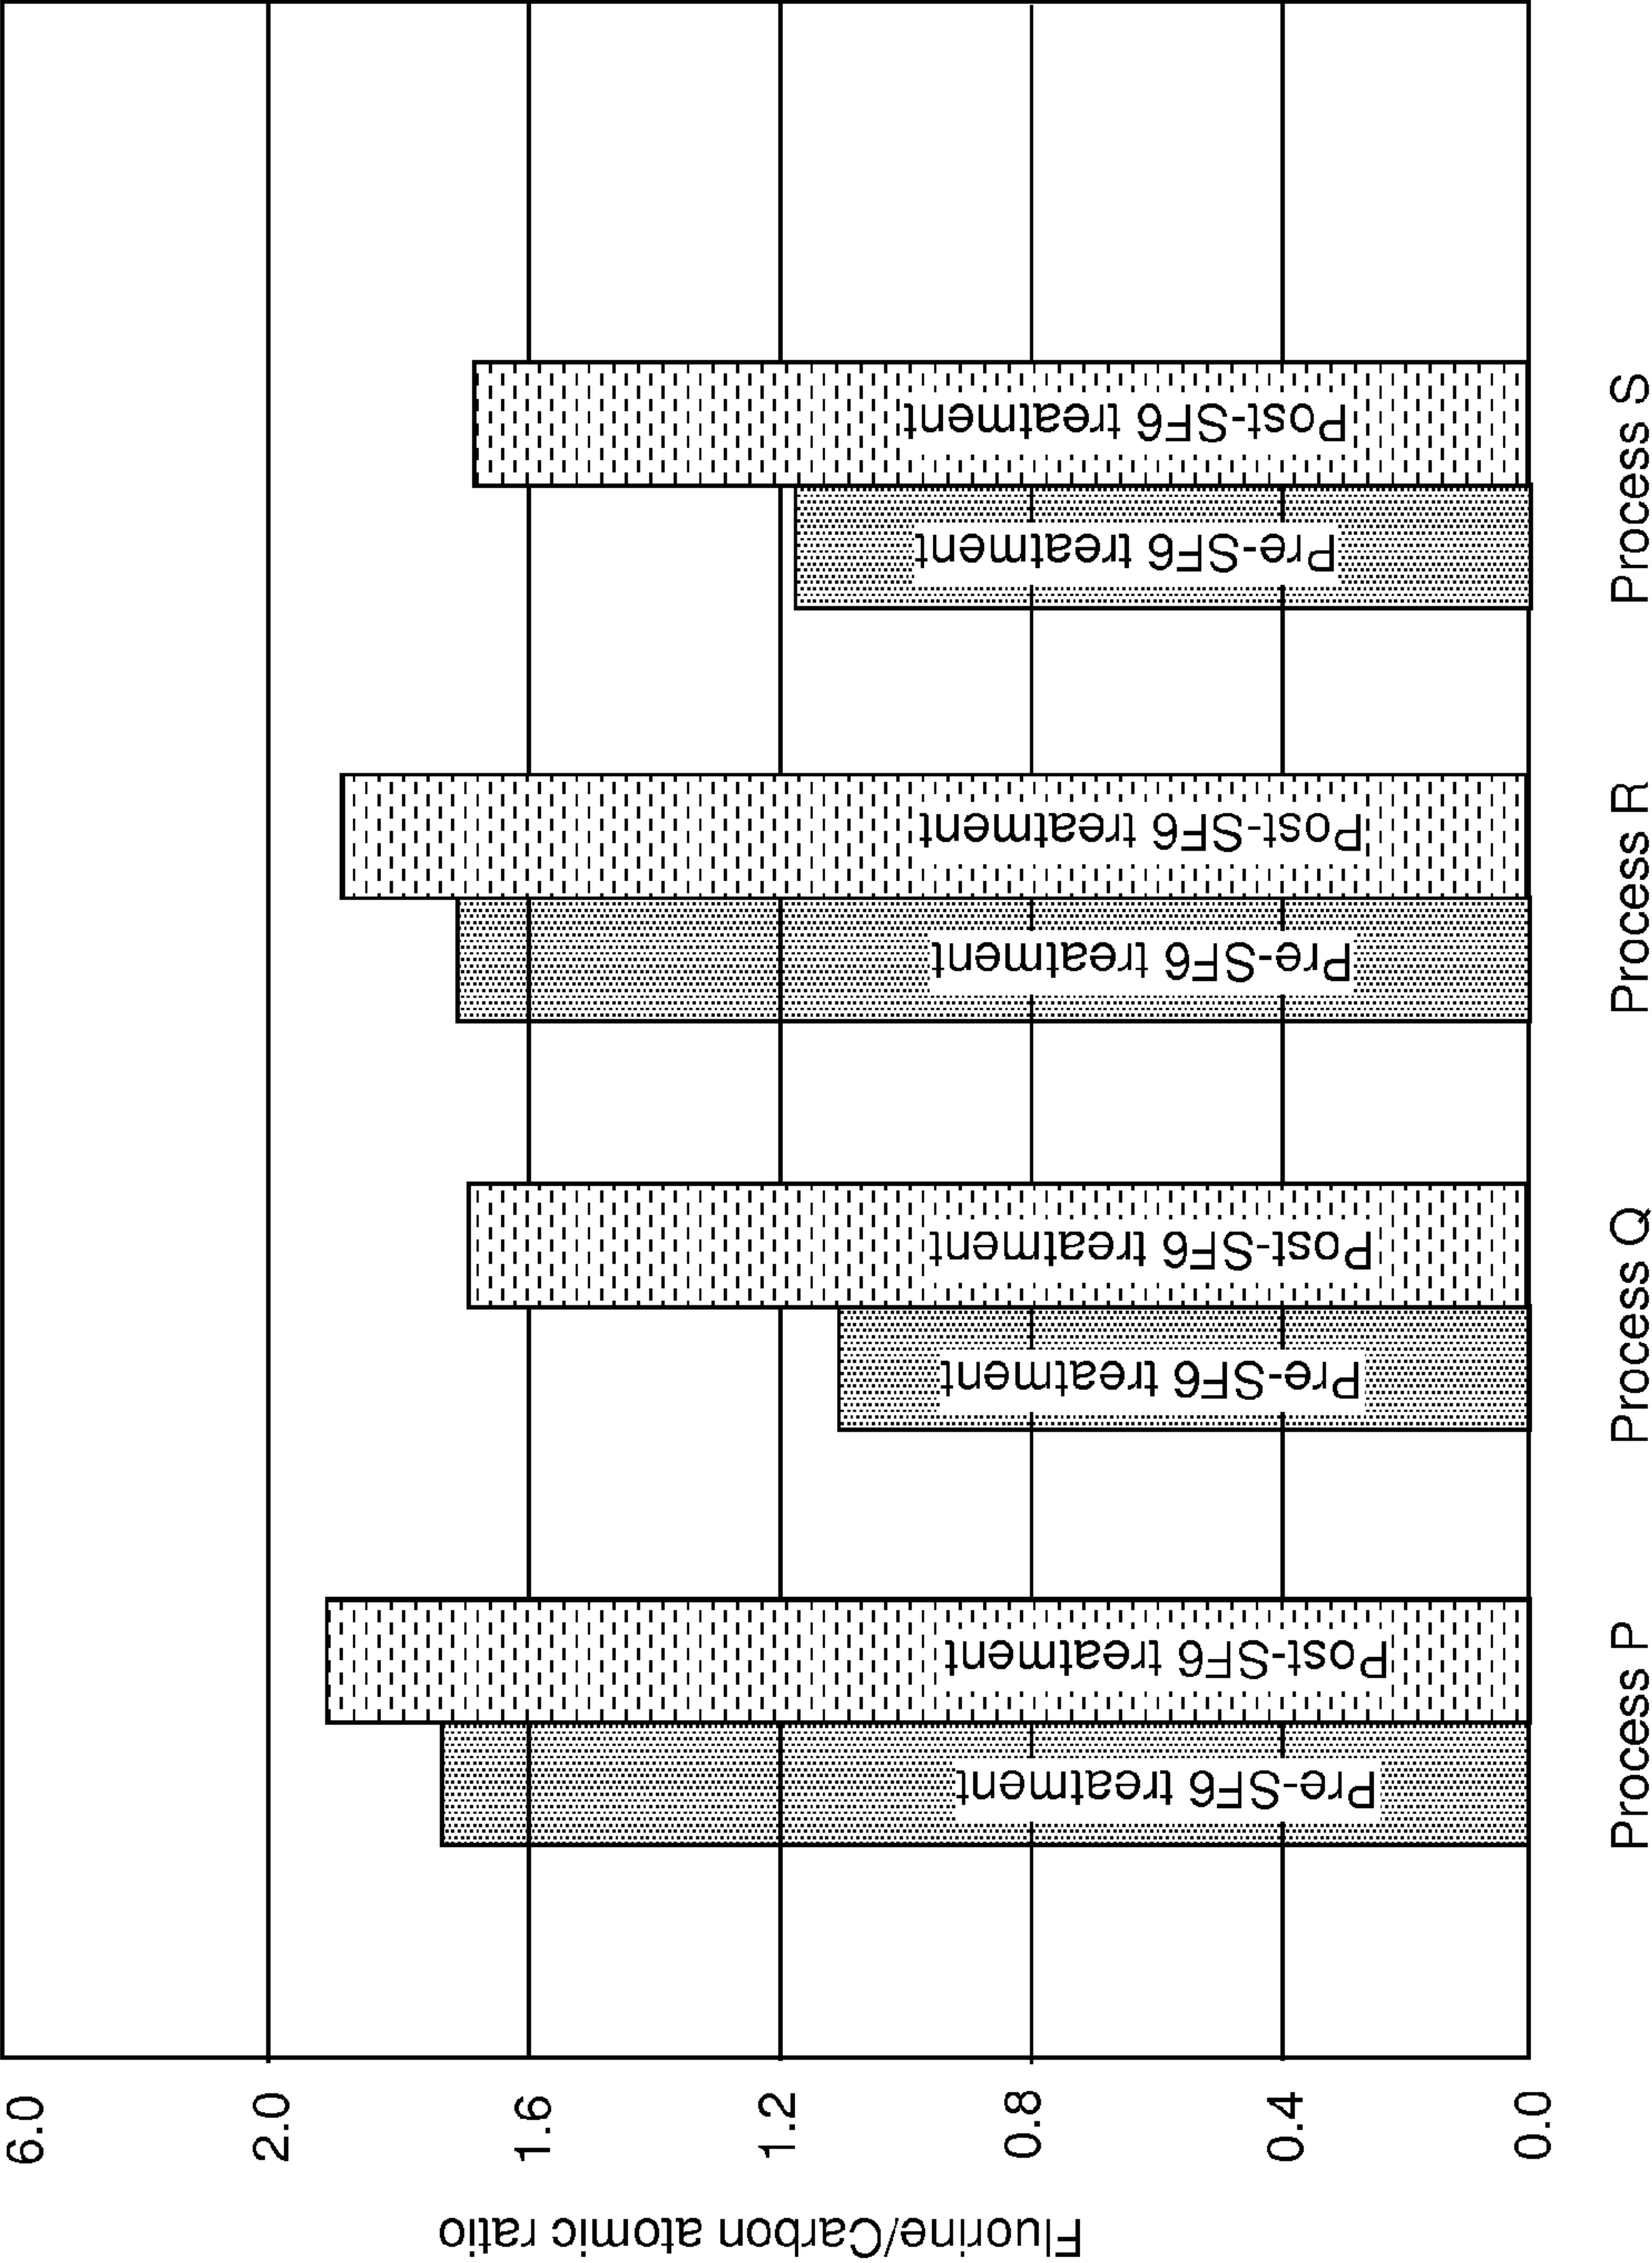 Fluorine/Carbon atomic ratio
6.0
2.0
1.6
1.2
0.8
0.4
0.0
Pre-SF6 treatment
Post-SF6 treatment
Pre-SF6 treatment
Post-SF6 treatment
Pre-SF6 treatment
Post-SF6 treatment
Pre-SF6 treatment
Post-SF6 treatment
Process P
Process Q
Process R
Process S